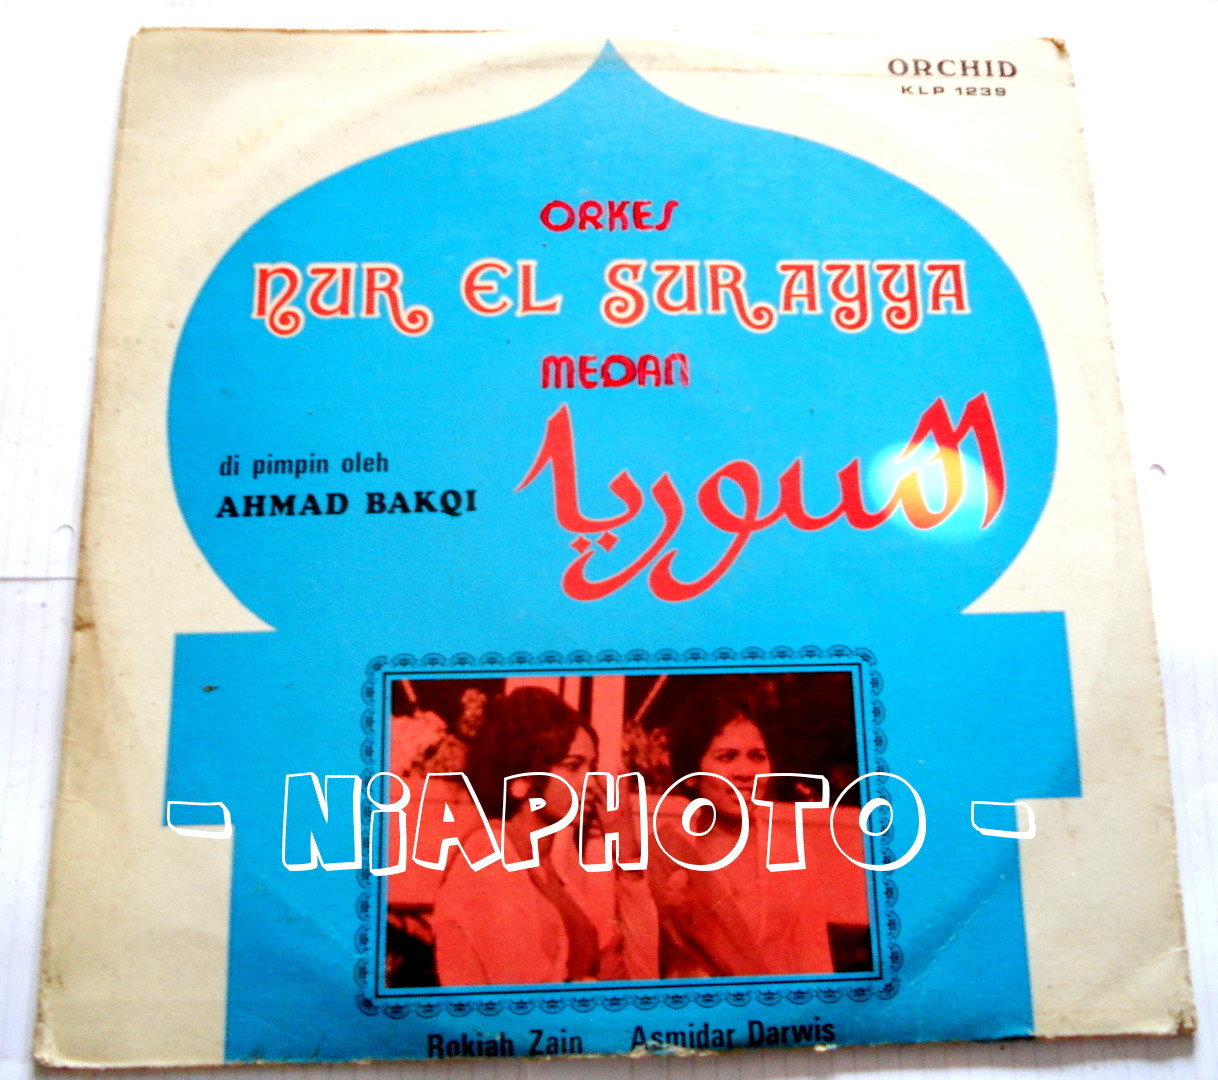 ORCHID
KLP 1239
ORKES
NUR EL SURAYYA
MEDAN
السوريا
di pimpin oleh
AHMAD BAKQI
- NiAPHOTO -
Rokiah Zain Asmidar Darwis